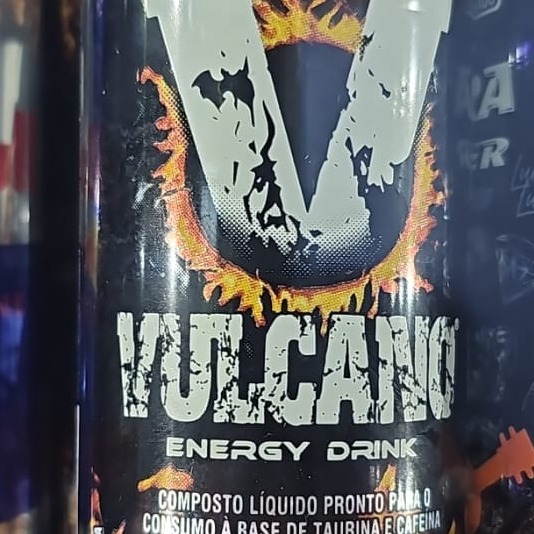 V
VULCANO
ENERGY DRINK
COMPOSTO LÍQUIDO PRONTO PARA O
CONSUMO À BASE DE TAURINA E CAFEÍNA